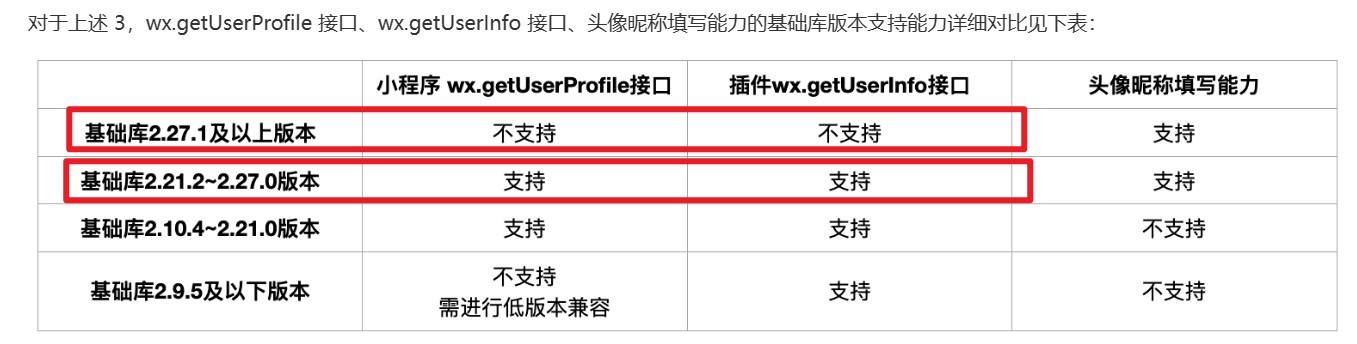 对于上述 3，wx.getUserProfile 接口、wx.getUserInfo 接口、头像昵称填写能力的基础库版本支持能力详细对比见下表：
小程序 wx.getUserProfile接口 插件wx.getUserInfo接口 头像昵称填写能力
基础库2.27.1及以上版本 不支持 不支持 支持
基础库2.21.2~2.27.0版本 支持 支持 支持
基础库2.10.4~2.21.0版本 支持 支持 不支持
基础库2.9.5及以下版本 不支持 支持 不支持
需进行低版本兼容